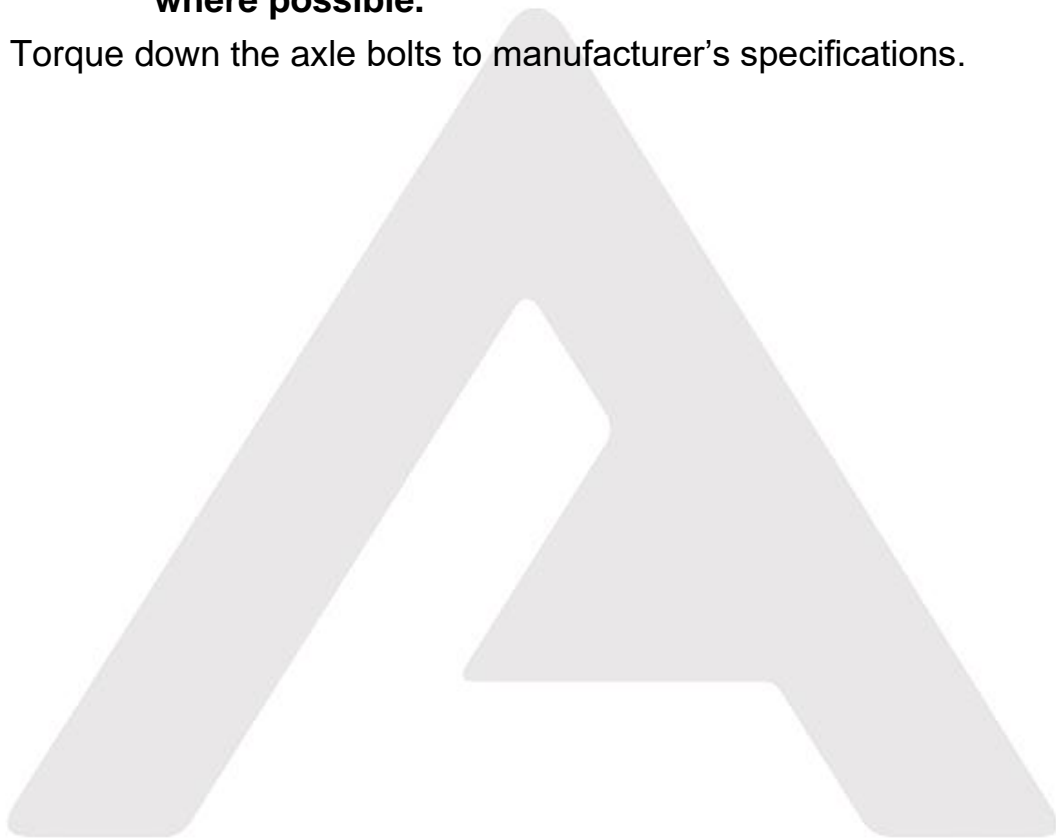 where possible.
Torque down the axle bolts to manufacturer’s specifications.